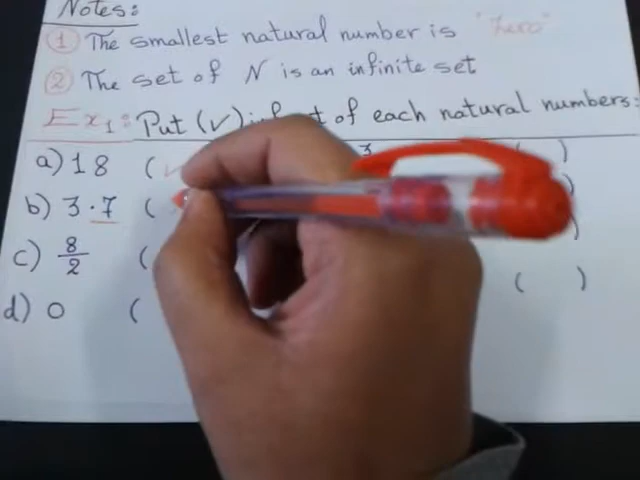 Notes:
① The smallest natural number is "Zero"
② The set of N is an infinite set
Ex1: Put (✓) of each natural numbers:
a) 18 (✓ )
b) 3.7 (
c) 8/2 (
d) 0 ( ( )